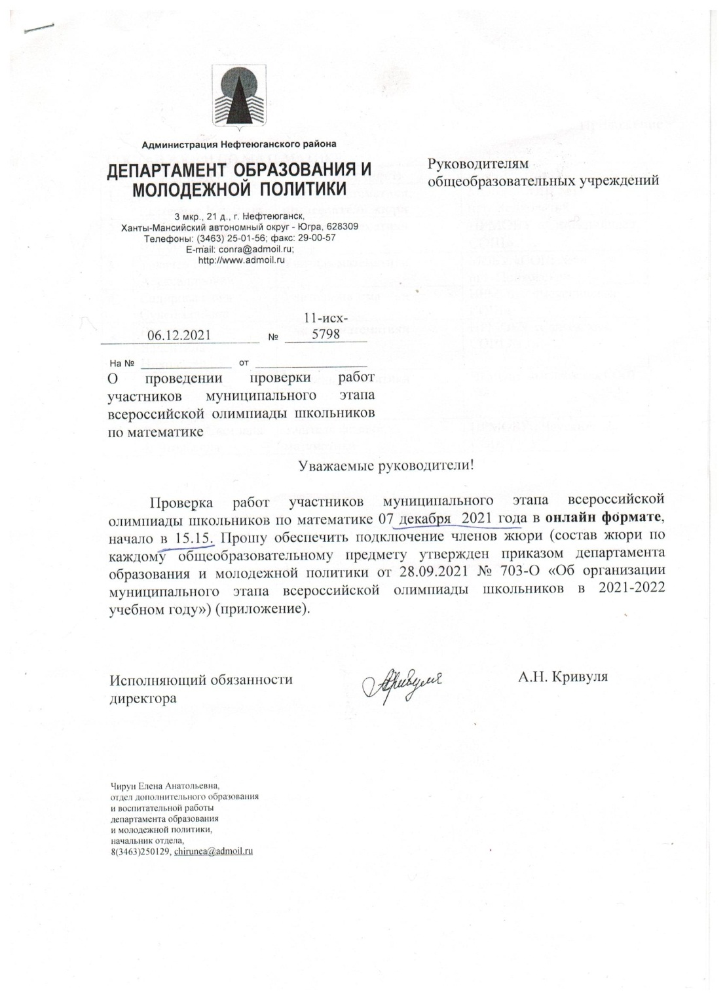 Администрация Нефтеюганского района
ДЕПАРТАМЕНТ ОБРАЗОВАНИЯ И
МОЛОДЕЖНОЙ ПОЛИТИКИ
3 мкр., 21 д., г. Нефтеюганск,
Ханты-Мансийский автономный округ - Югра, 628309
Телефоны: (3463) 25-01-56; факс: 29-00-57
E-mail: conra@admoil.ru;
http://www.admoil.ru
Руководителям
общеобразовательных учреждений
11-исх-
06.12.2021 № 5798
На № от
О проведении проверки работ
участников муниципального этапа
всероссийской олимпиады школьников
по математике
Уважаемые руководители!
Проверка работ участников муниципального этапа всероссийской
олимпиады школьников по математике 07 декабря 2021 года в онлайн формате,
начало в 15.15. Прошу обеспечить подключение членов жюри (состав жюри по
каждому общеобразовательному предмету утвержден приказом департамента
образования и молодежной политики от 28.09.2021 № 703-О «Об организации
муниципального этапа всероссийской олимпиады школьников в 2021-2022
учебном году») (приложение).
Исполняющий обязанности
директора
А.Н. Кривуля
Чирун Елена Анатольевна,
отдел дополнительного образования
и воспитательной работы
департамента образования
и молодежной политики,
начальник отдела,
8(3463)250129, chirunea@admoil.ru